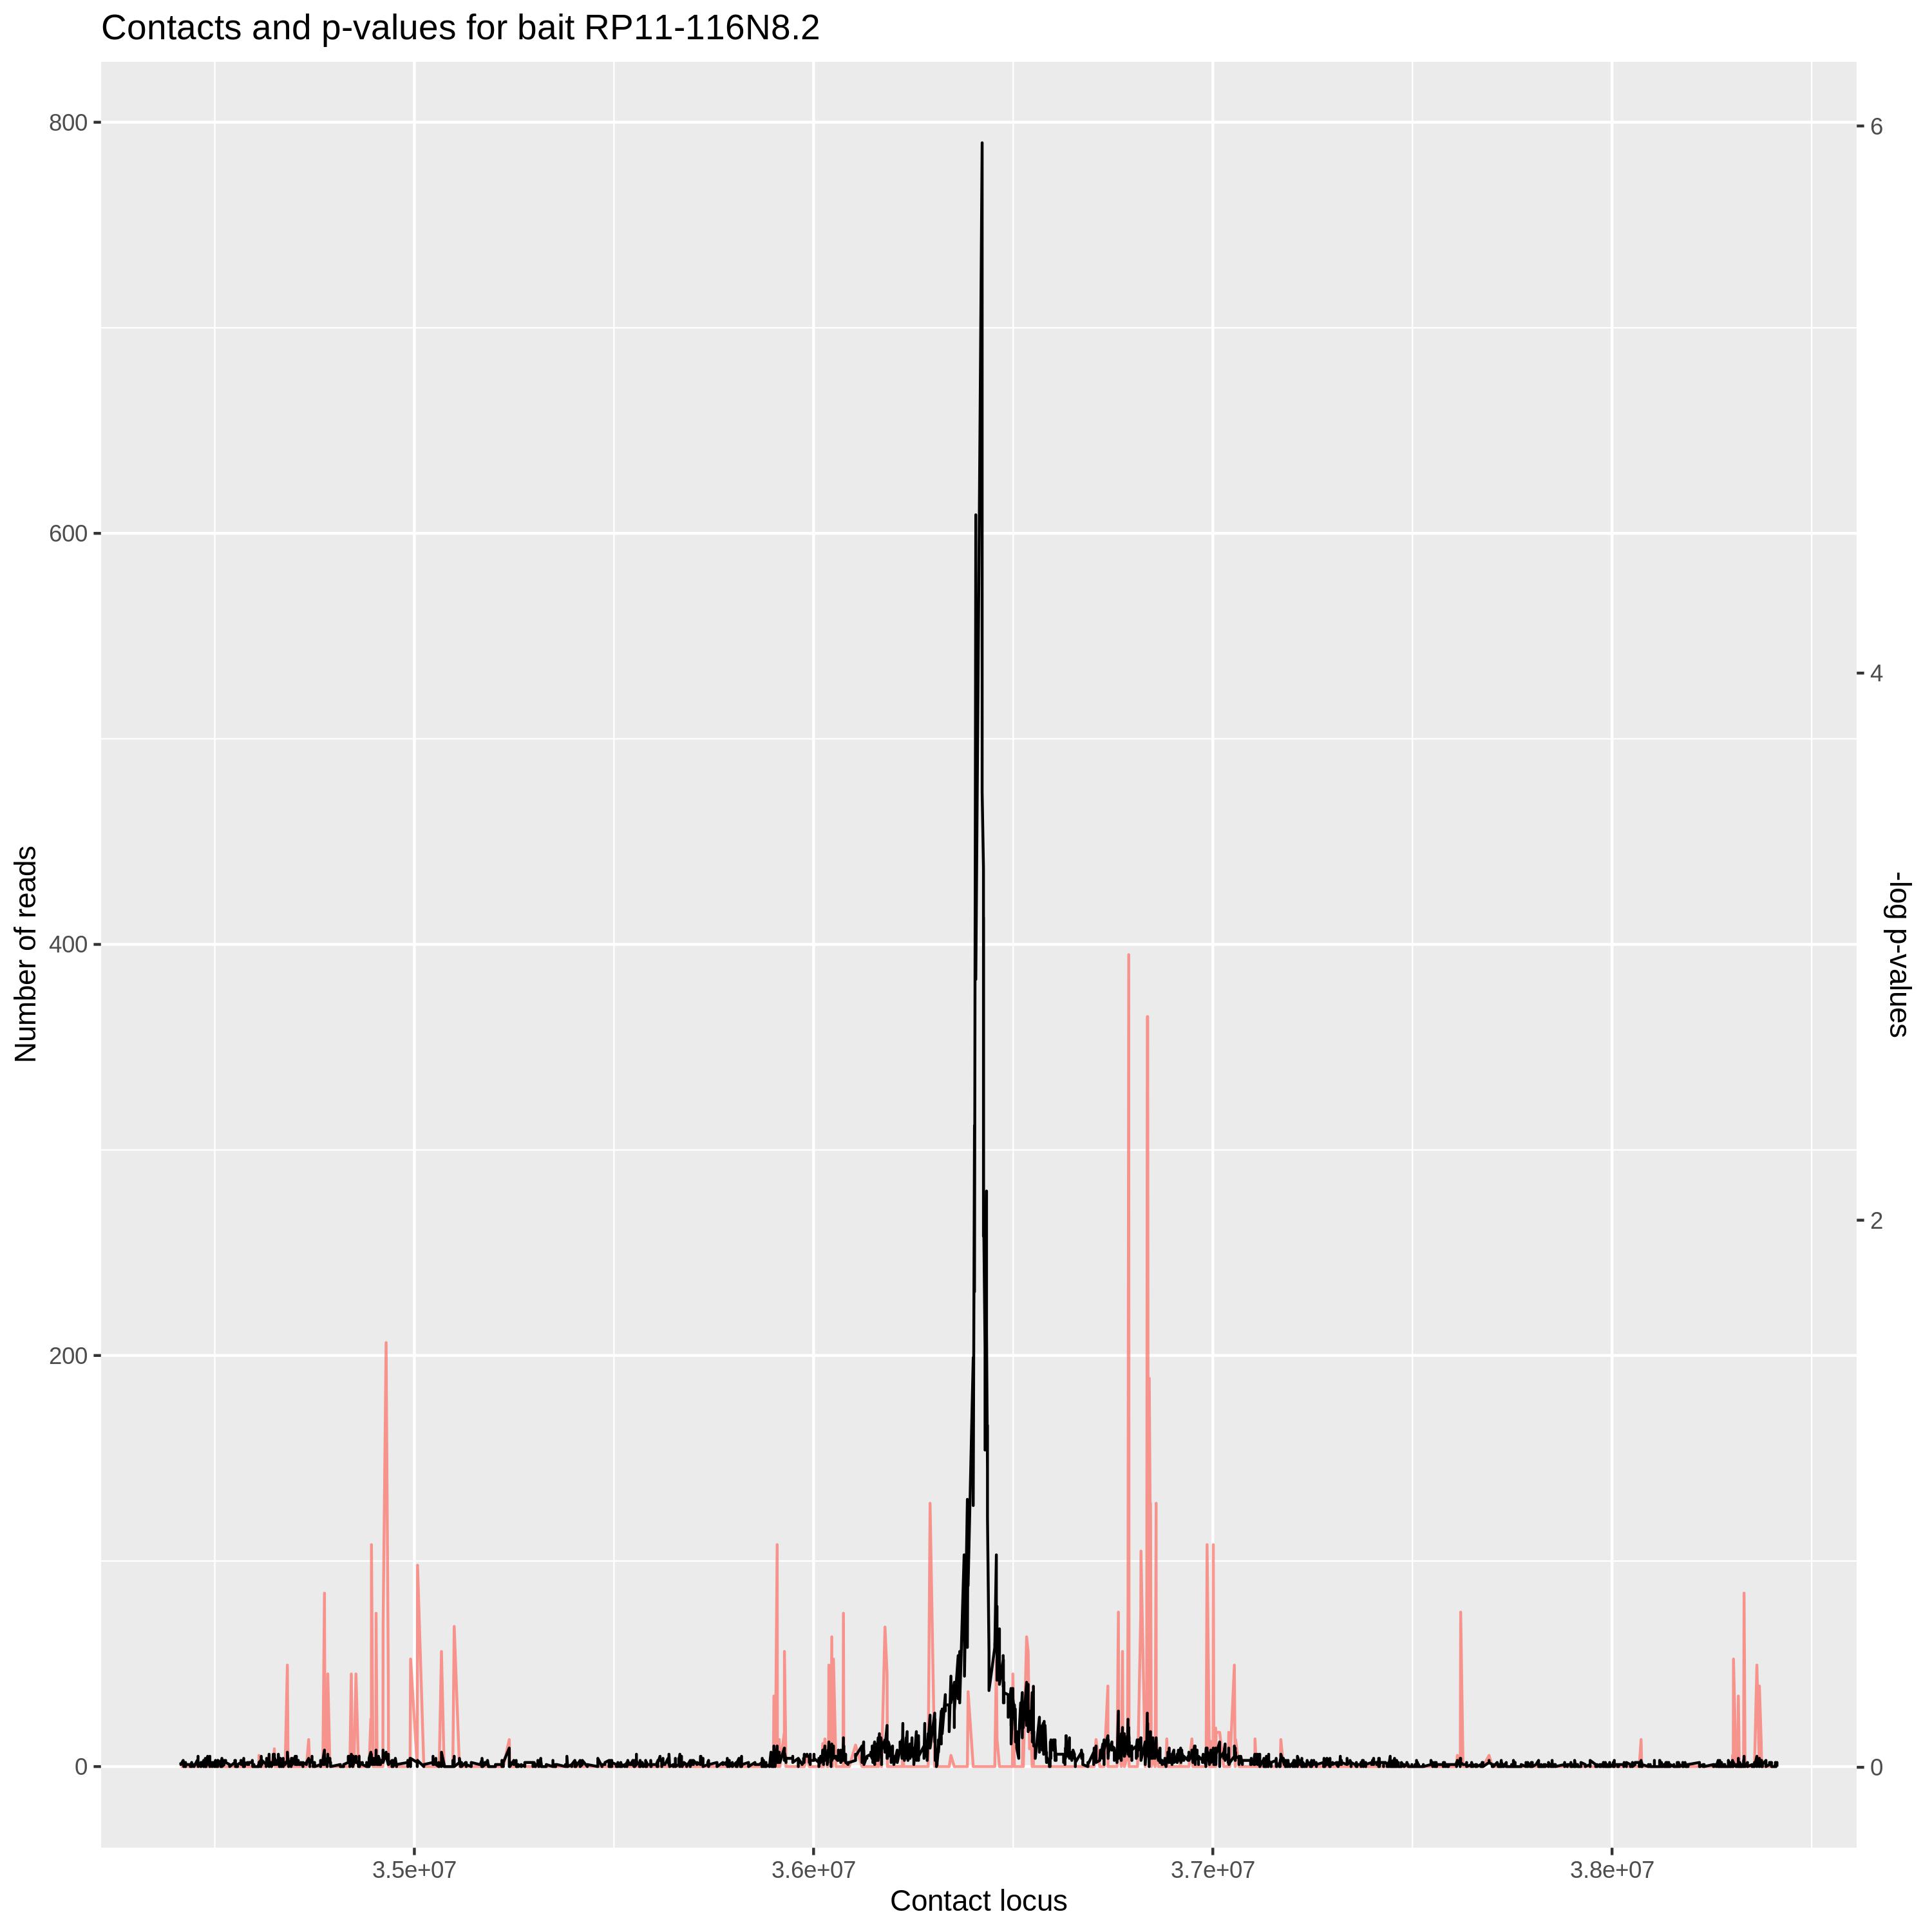 Contacts and p-values for bait RP11-116N8.2
800
600
400
200
0
Number of reads
6
4
2
0
-log p-values
3.5e+07 3.6e+07 3.7e+07 3.8e+07
Contact locus